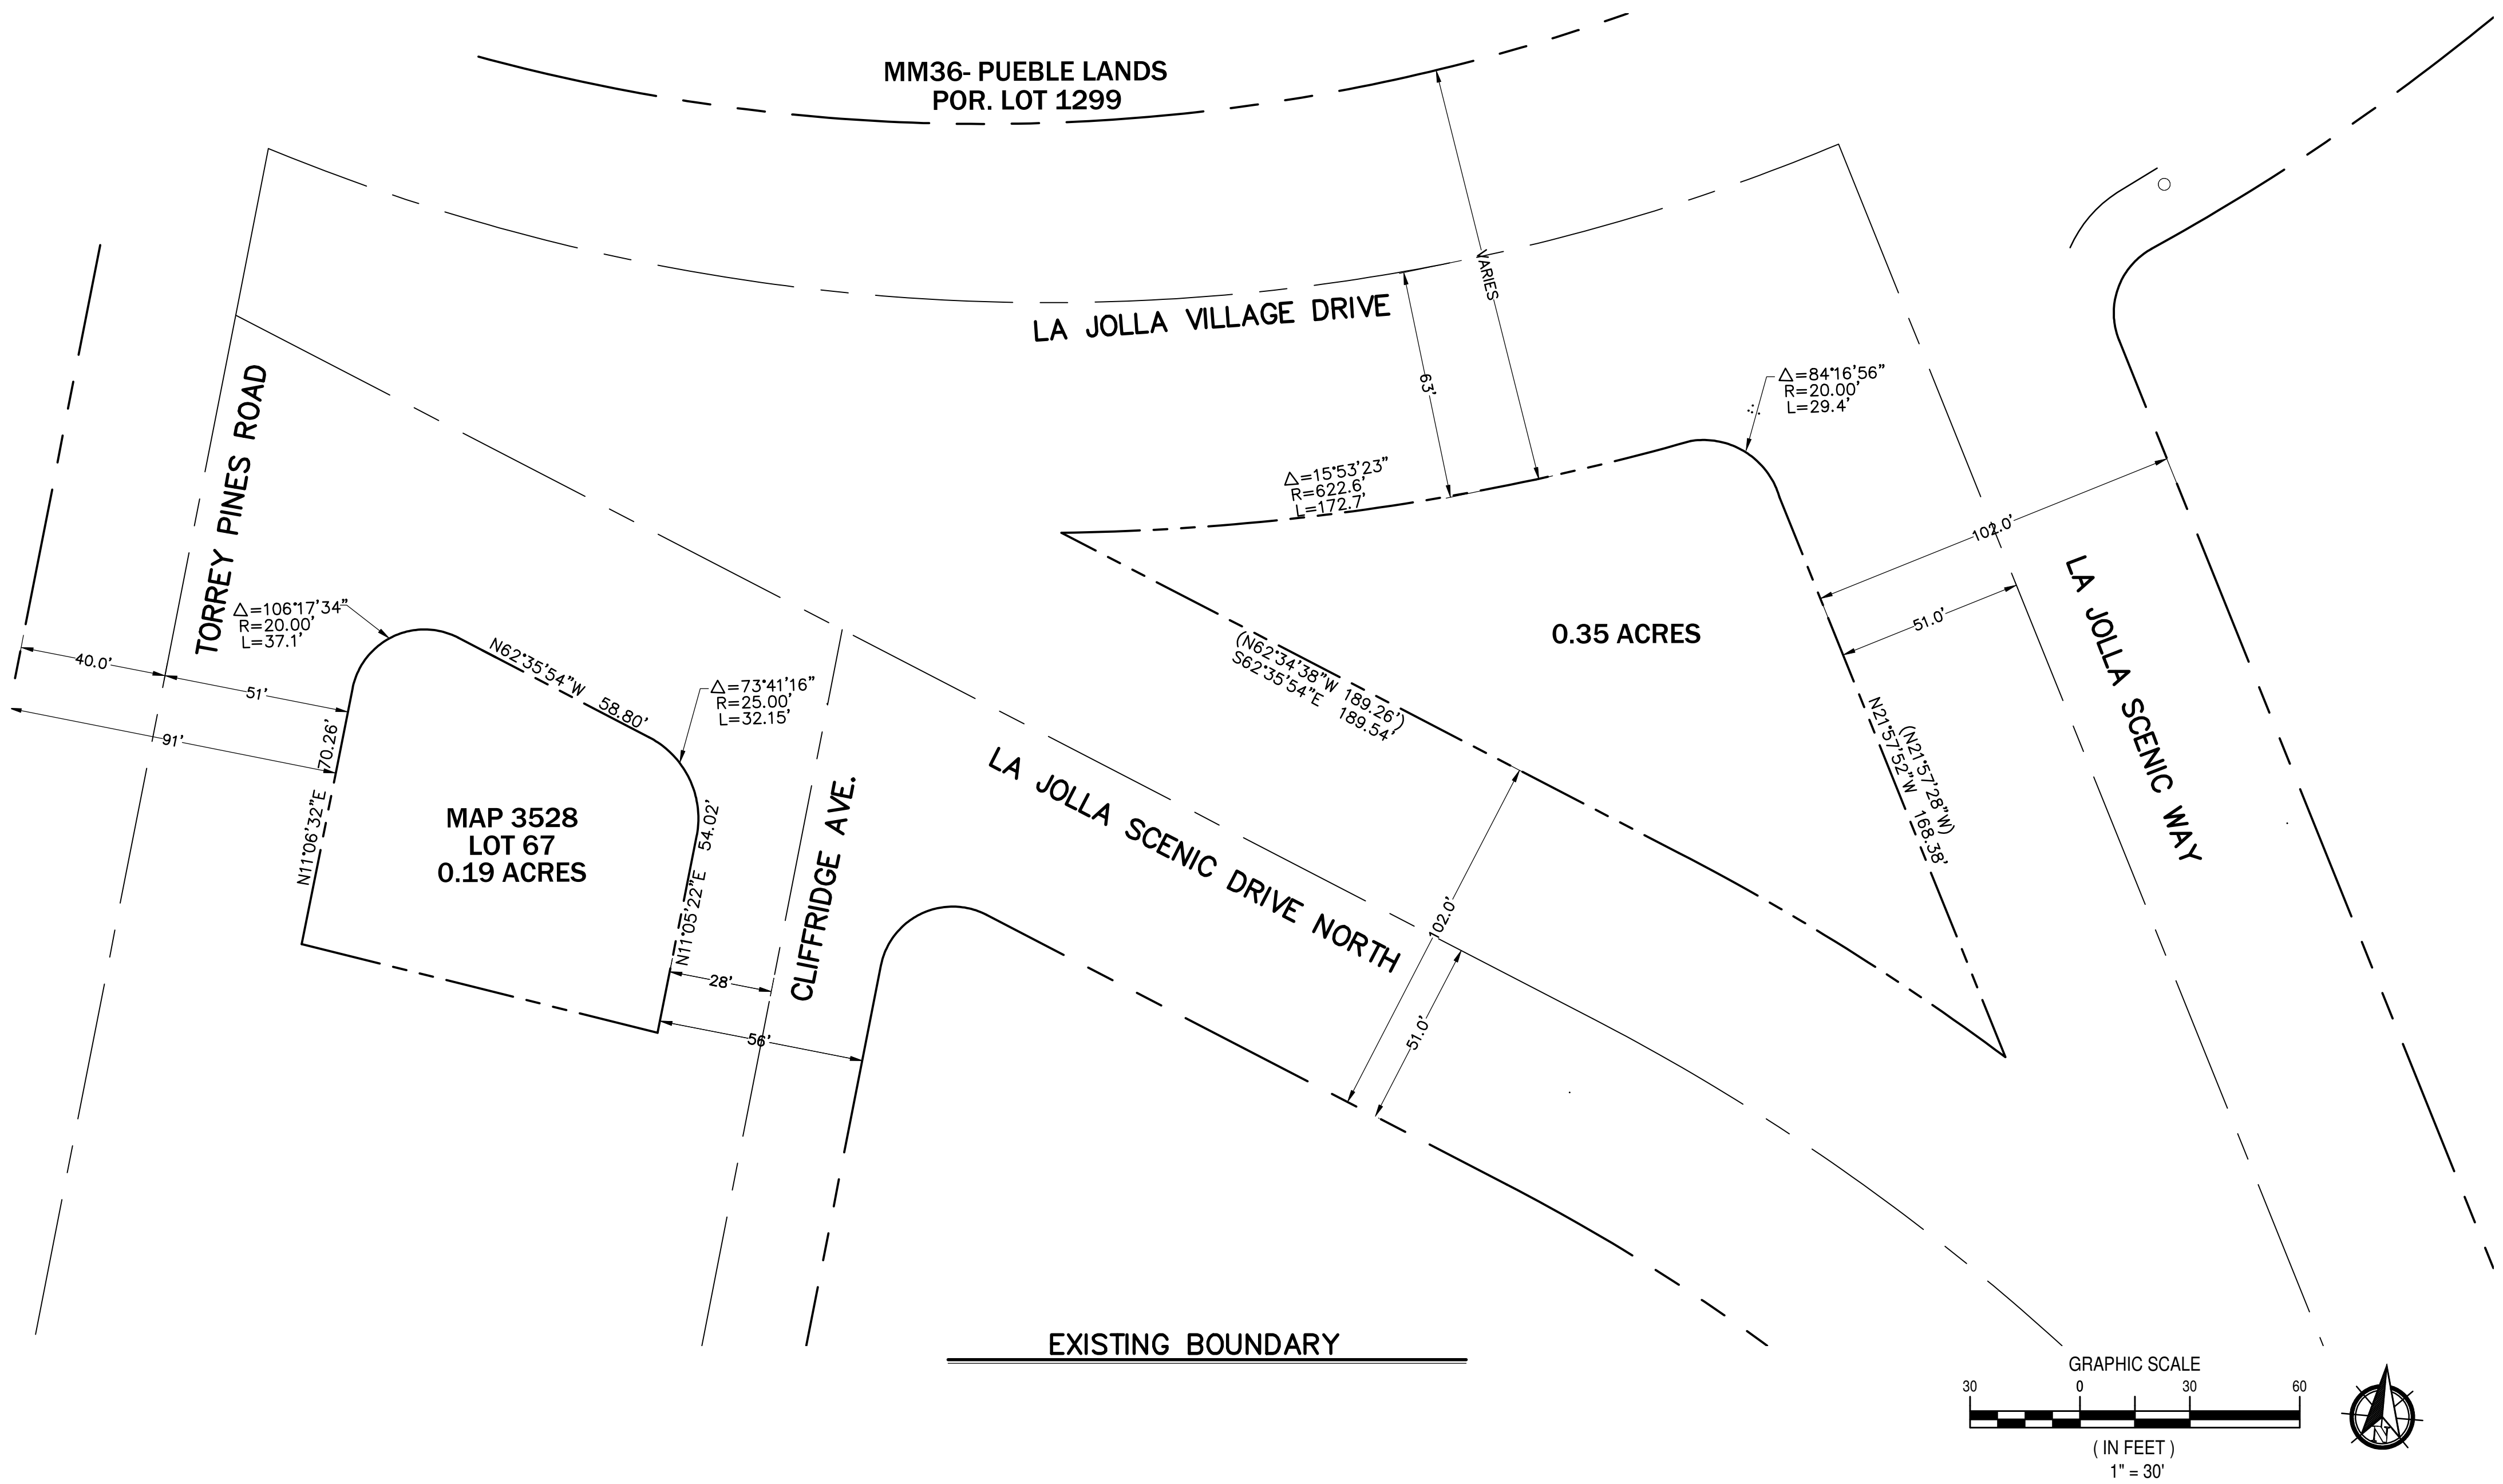 MM36- PUEBLE LANDS
POR. LOT 1299
VARIES
LA JOLLA VILLAGE DRIVE
63'
△=84°16'56"
R=20.00'
L=29.4'
△=15°53'23"
R=622.6'
L=172.7'
TORREY PINES ROAD
102.0'
51.0'
LA JOLLA SCENIC WAY
△=106°17'34"
R=20.00'
L=37.1'
N62°35'54"W 58.80'
0.35 ACRES
(N62°34'38"W 189.26')
S62°35'54"E 189.54'
40.0'
51'
91'
△=73°41'16"
R=25.00'
L=32.15'
(N21°57'28"W)
N21°57'52"W 168.38'
N11°06'32"E 70.26'
MAP 3528
LOT 67
0.19 ACRES
N11°05'22"E 54.02'
CLIFFRIDGE AVE.
LA JOLLA SCENIC DRIVE NORTH
102.0'
51.0'
28'
56'
EXISTING BOUNDARY
GRAPHIC SCALE
30 0 30 60
( IN FEET )
1" = 30'
N